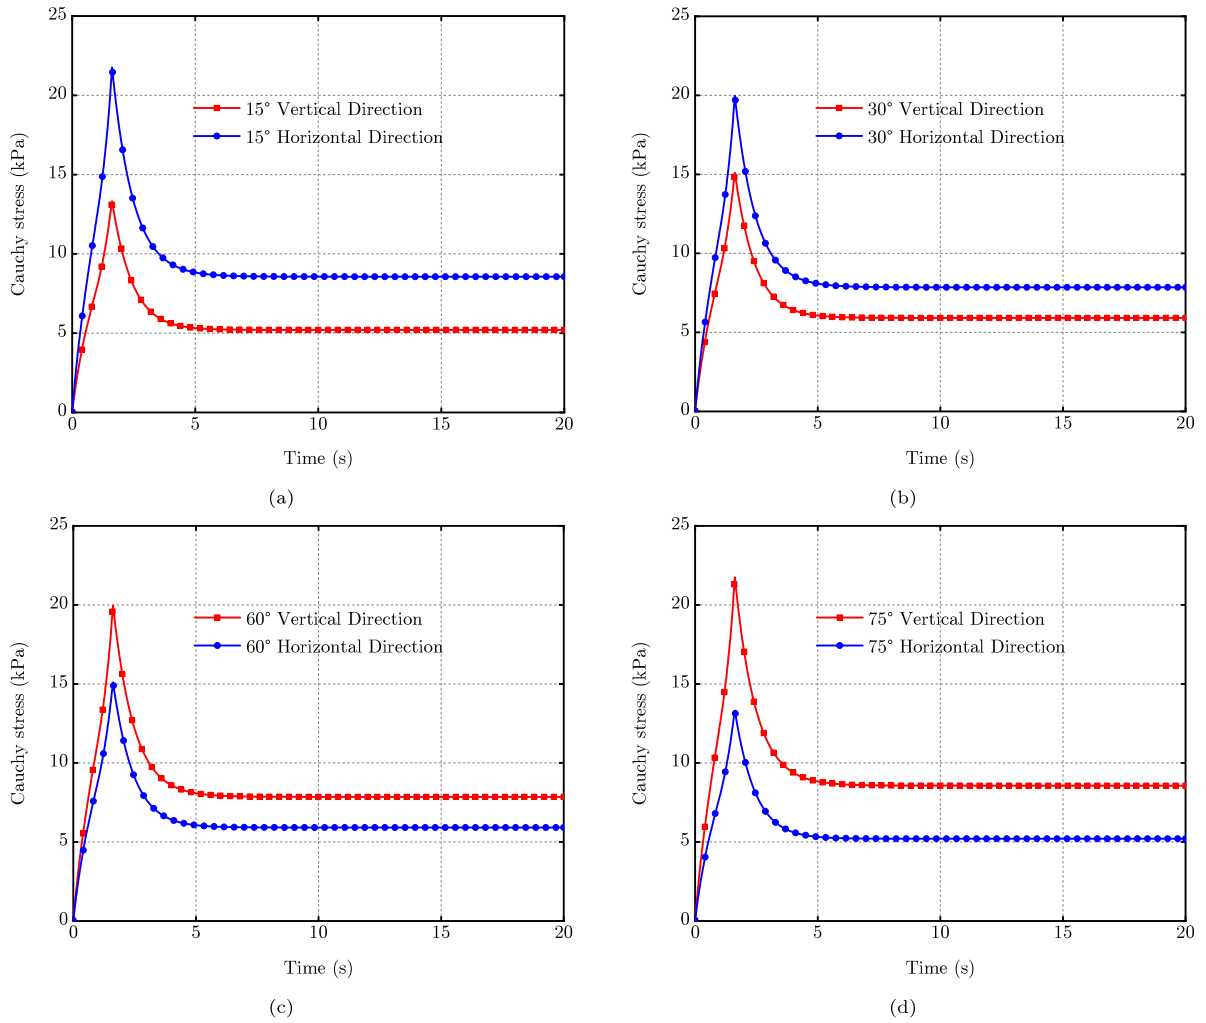 25
20
15
10
5
0
Cauchy stress (kPa)
15° Vertical Direction
15° Horizontal Direction
0 5 10 15 20
Time (s)
(a)
25
20
15
10
5
0
Cauchy stress (kPa)
30° Vertical Direction
30° Horizontal Direction
0 5 10 15 20
Time (s)
(b)
25
20
15
10
5
0
Cauchy stress (kPa)
60° Vertical Direction
60° Horizontal Direction
0 5 10 15 20
Time (s)
(c)
25
20
15
10
5
0
Cauchy stress (kPa)
75° Vertical Direction
75° Horizontal Direction
0 5 10 15 20
Time (s)
(d)